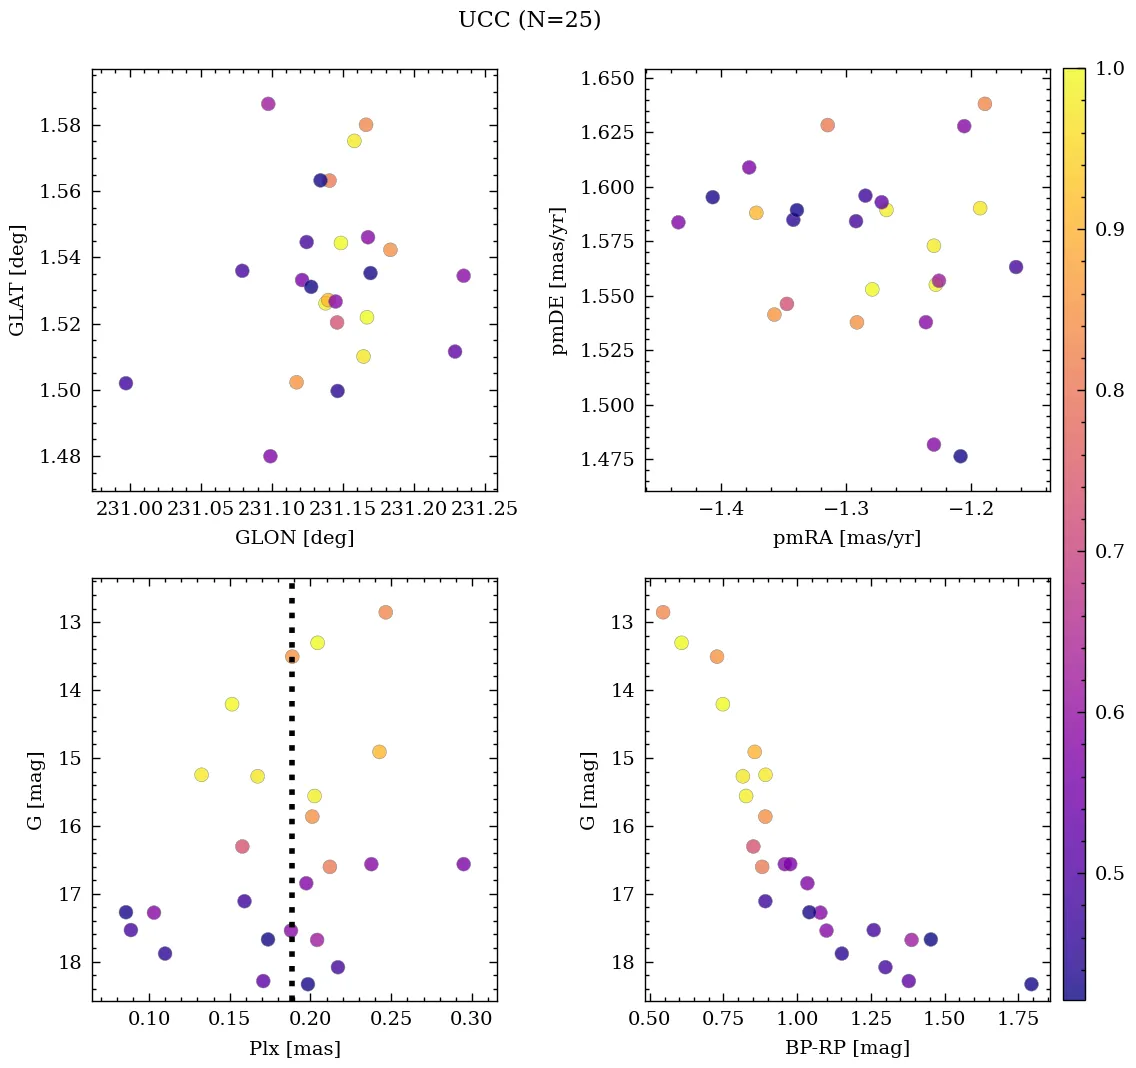 UCC (N=25)
1.58
1.56
1.54
1.52
1.50
1.48
GLAT [deg]
231.00 231.05 231.10 231.15 231.20 231.25
GLON [deg]
1.650
1.625
1.600
1.575
1.550
1.525
1.500
1.475
pmDE [mas/yr]
−1.4 −1.3 −1.2
pmRA [mas/yr]
1.0
0.9
0.8
0.7
0.6
0.5
13
14
15
16
17
18
G [mag]
0.10 0.15 0.20 0.25 0.30
Plx [mas]
13
14
15
16
17
18
G [mag]
0.50 0.75 1.00 1.25 1.50 1.75
BP-RP [mag]